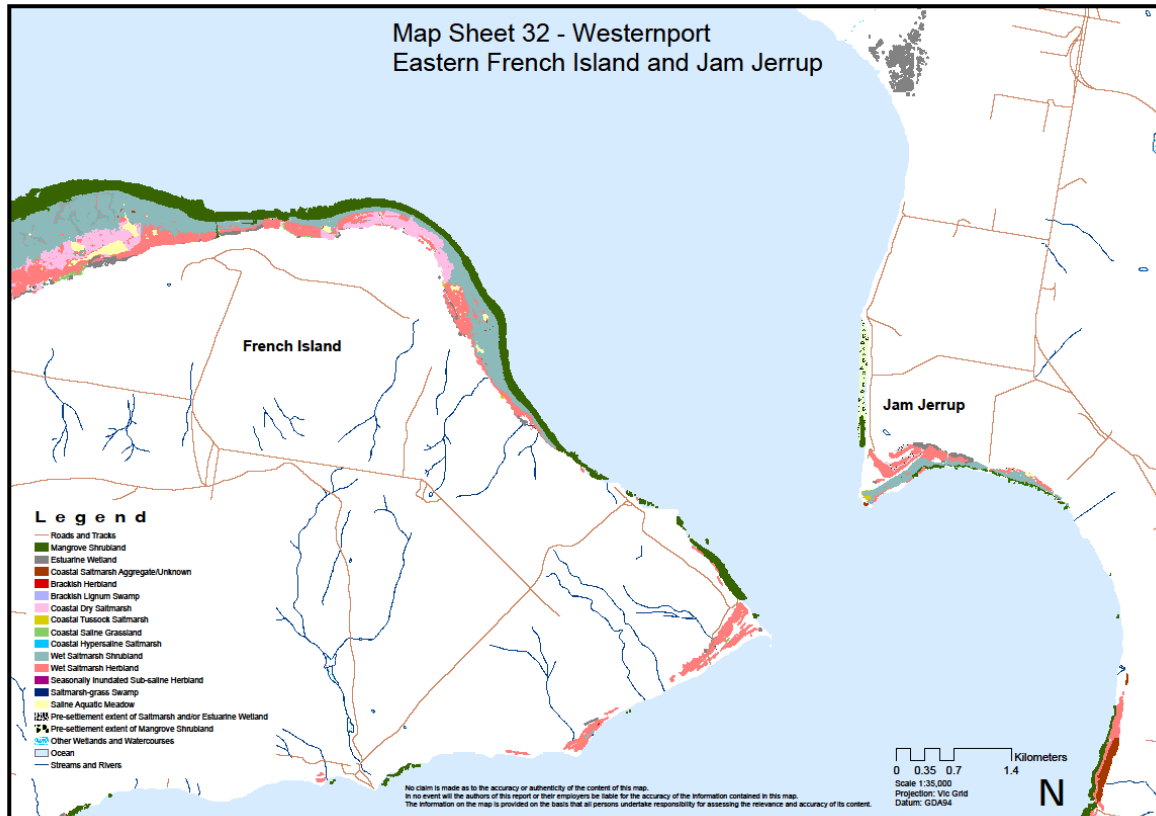 Map Sheet 32 - Westernport
Eastern French Island and Jam Jerrup
French Island
Jam Jerrup
Legend
Roads and Tracks
Mangrove Shrubland
Estuarine Wetland
Coastal Saltmarsh Aggregate/Unknown
Brackish Herbland
Brackish Lignum Swamp
Coastal Dry Saltmarsh
Coastal Tussock Saltmarsh
Coastal Saline Grassland
Coastal Hypersaline Saltmarsh
Wet Saltmarsh Shrubland
Wet Saltmarsh Herbland
Seasonally Inundated Sub-saline Herbland
Saltmarsh-grass Swamp
Saline Aquatic Meadow
Pre-settlement extent of Saltmarsh and/or Estuarine Wetland
Pre-settlement extent of Mangrove Shrubland
Other Wetlands and Watercourses
Ocean
Streams and Rivers
No claim is made as to the accuracy or authenticity of the content of this map.
In no event will the authors of this report or their employers be liable for the accuracy of the information contained in this map.
The information on the map is provided on the basis that all persons undertake responsibility for assessing the relevance and accuracy of its content.
Kilometers
0 0.35 0.7 1.4
Scale 1:35,000
Projection: Vic Grid
Datum: GDA94
N